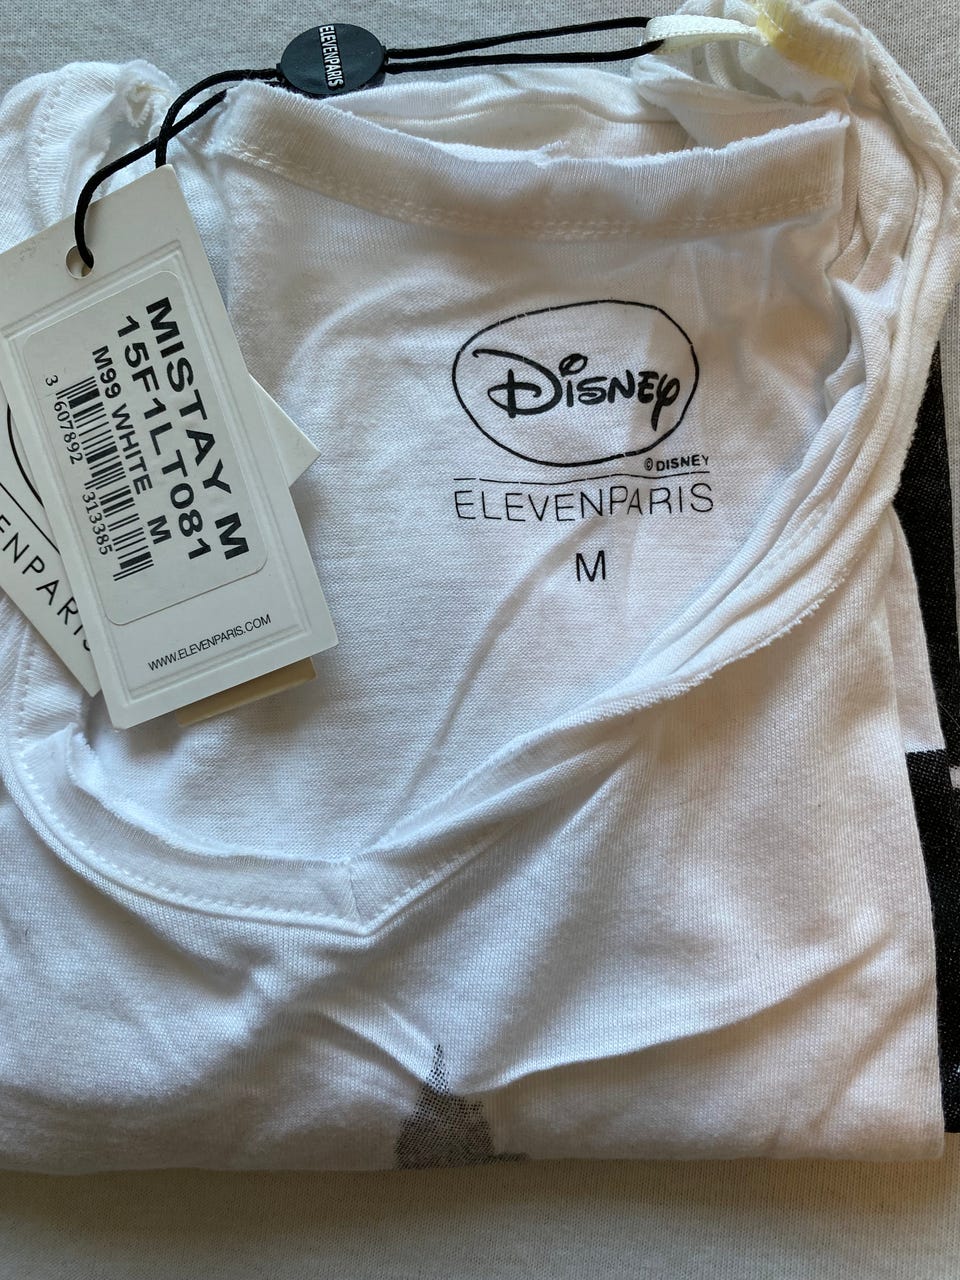 ELEVENPARIS
MISTAY M
15F1LT081
M99 WHITE M
3 607892 313385
WWW.ELEVENPARIS.COM
ENPARIS
Disney
© DISNEY
ELEVENPARIS
M